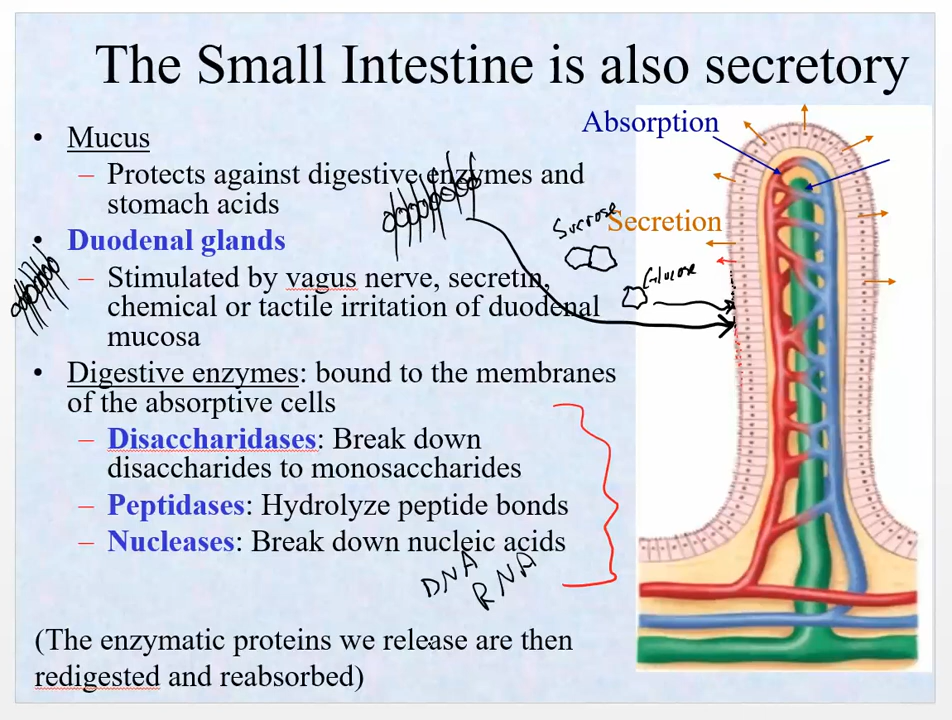 The Small Intestine is also secretory
• Mucus
– Protects against digestive enzymes and
stomach acids
• Duodenal glands
– Stimulated by vagus nerve, secretin,
chemical or tactile irritation of duodenal
mucosa
• Digestive enzymes: bound to the membranes
of the absorptive cells
– Disaccharidases: Break down
disaccharides to monosaccharides
– Peptidases: Hydrolyze peptide bonds
– Nucleases: Break down nucleic acids
DNA
RNA
(The enzymatic proteins we release are then
redigested and reabsorbed)
Absorption
Sucrose
Secretion
Glucose